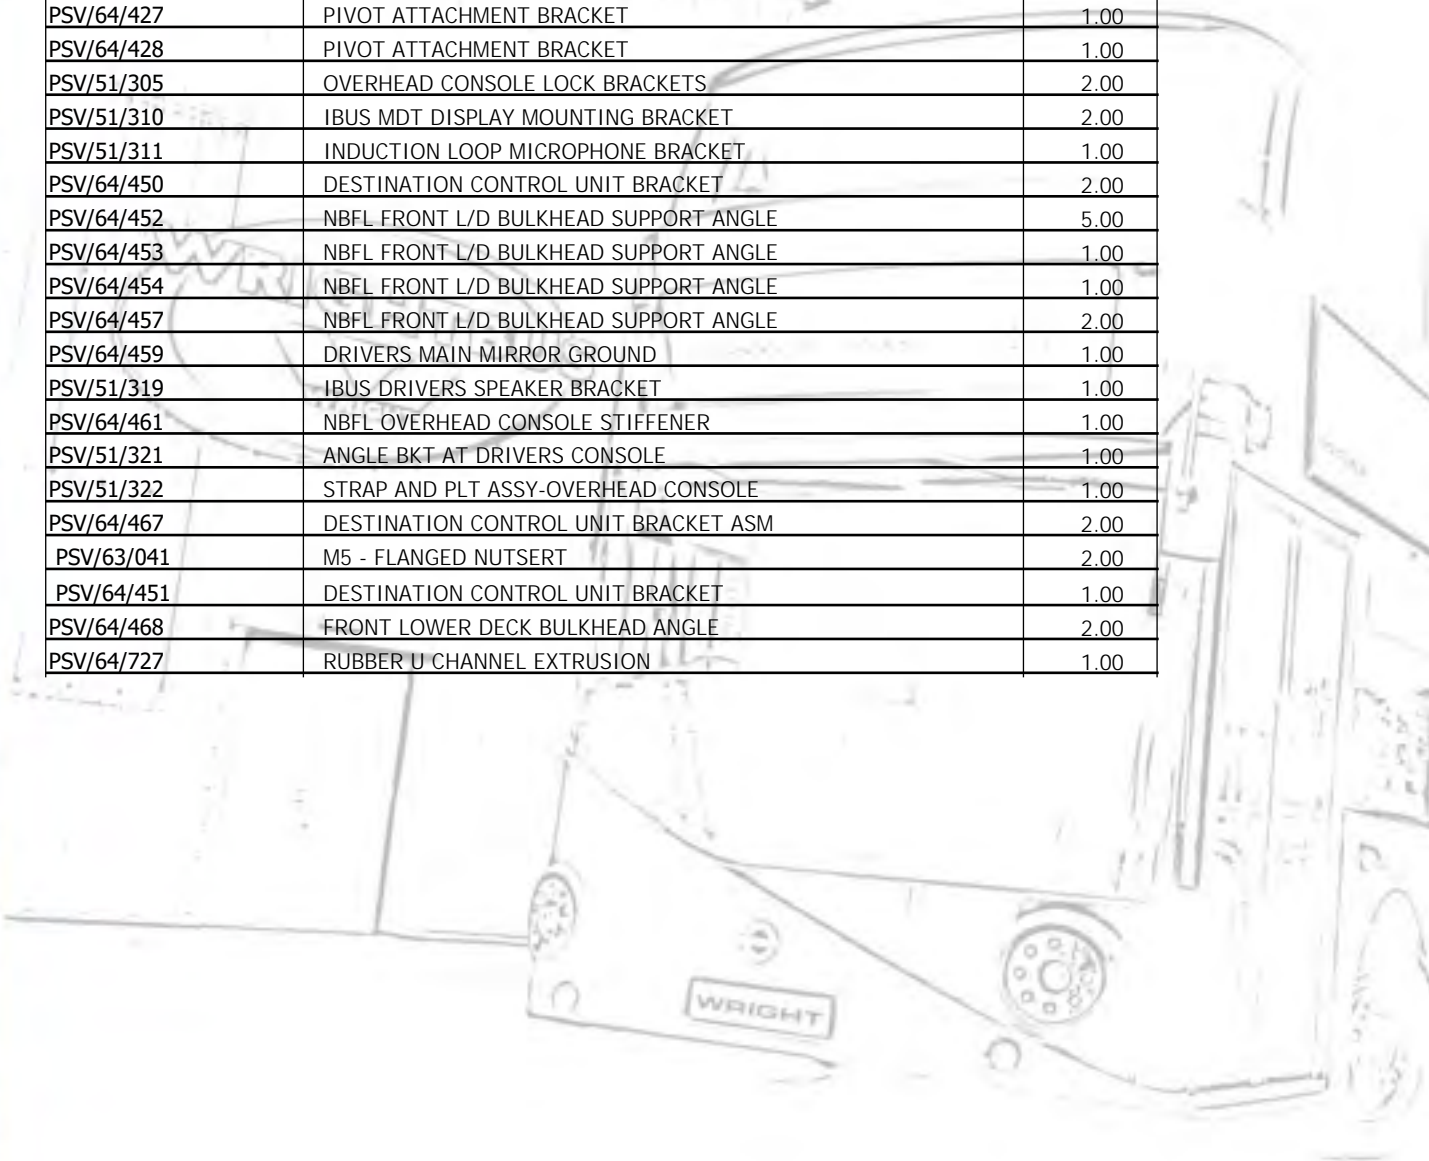 PSV/64/427 PIVOT ATTACHMENT BRACKET 1.00
PSV/64/428 PIVOT ATTACHMENT BRACKET 1.00
PSV/51/305 OVERHEAD CONSOLE LOCK BRACKETS 2.00
PSV/51/310 IBUS MDT DISPLAY MOUNTING BRACKET 2.00
PSV/51/311 INDUCTION LOOP MICROPHONE BRACKET 1.00
PSV/64/450 DESTINATION CONTROL UNIT BRACKET 2.00
PSV/64/452 NBFL FRONT L/D BULKHEAD SUPPORT ANGLE 5.00
PSV/64/453 NBFL FRONT L/D BULKHEAD SUPPORT ANGLE 1.00
PSV/64/454 NBFL FRONT L/D BULKHEAD SUPPORT ANGLE 1.00
PSV/64/457 NBFL FRONT L/D BULKHEAD SUPPORT ANGLE 2.00
PSV/64/459 DRIVERS MAIN MIRROR GROUND 1.00
PSV/51/319 IBUS DRIVERS SPEAKER BRACKET 1.00
PSV/64/461 NBFL OVERHEAD CONSOLE STIFFENER 1.00
PSV/51/321 ANGLE BKT AT DRIVERS CONSOLE 1.00
PSV/51/322 STRAP AND PLT ASSY-OVERHEAD CONSOLE 1.00
PSV/64/467 DESTINATION CONTROL UNIT BRACKET ASM 2.00
PSV/63/041 M5 - FLANGED NUTSERT 2.00
PSV/64/451 DESTINATION CONTROL UNIT BRACKET 1.00
PSV/64/468 FRONT LOWER DECK BULKHEAD ANGLE 2.00
PSV/64/727 RUBBER U CHANNEL EXTRUSION 1.00
WRIGHTBUS
WRIGHT